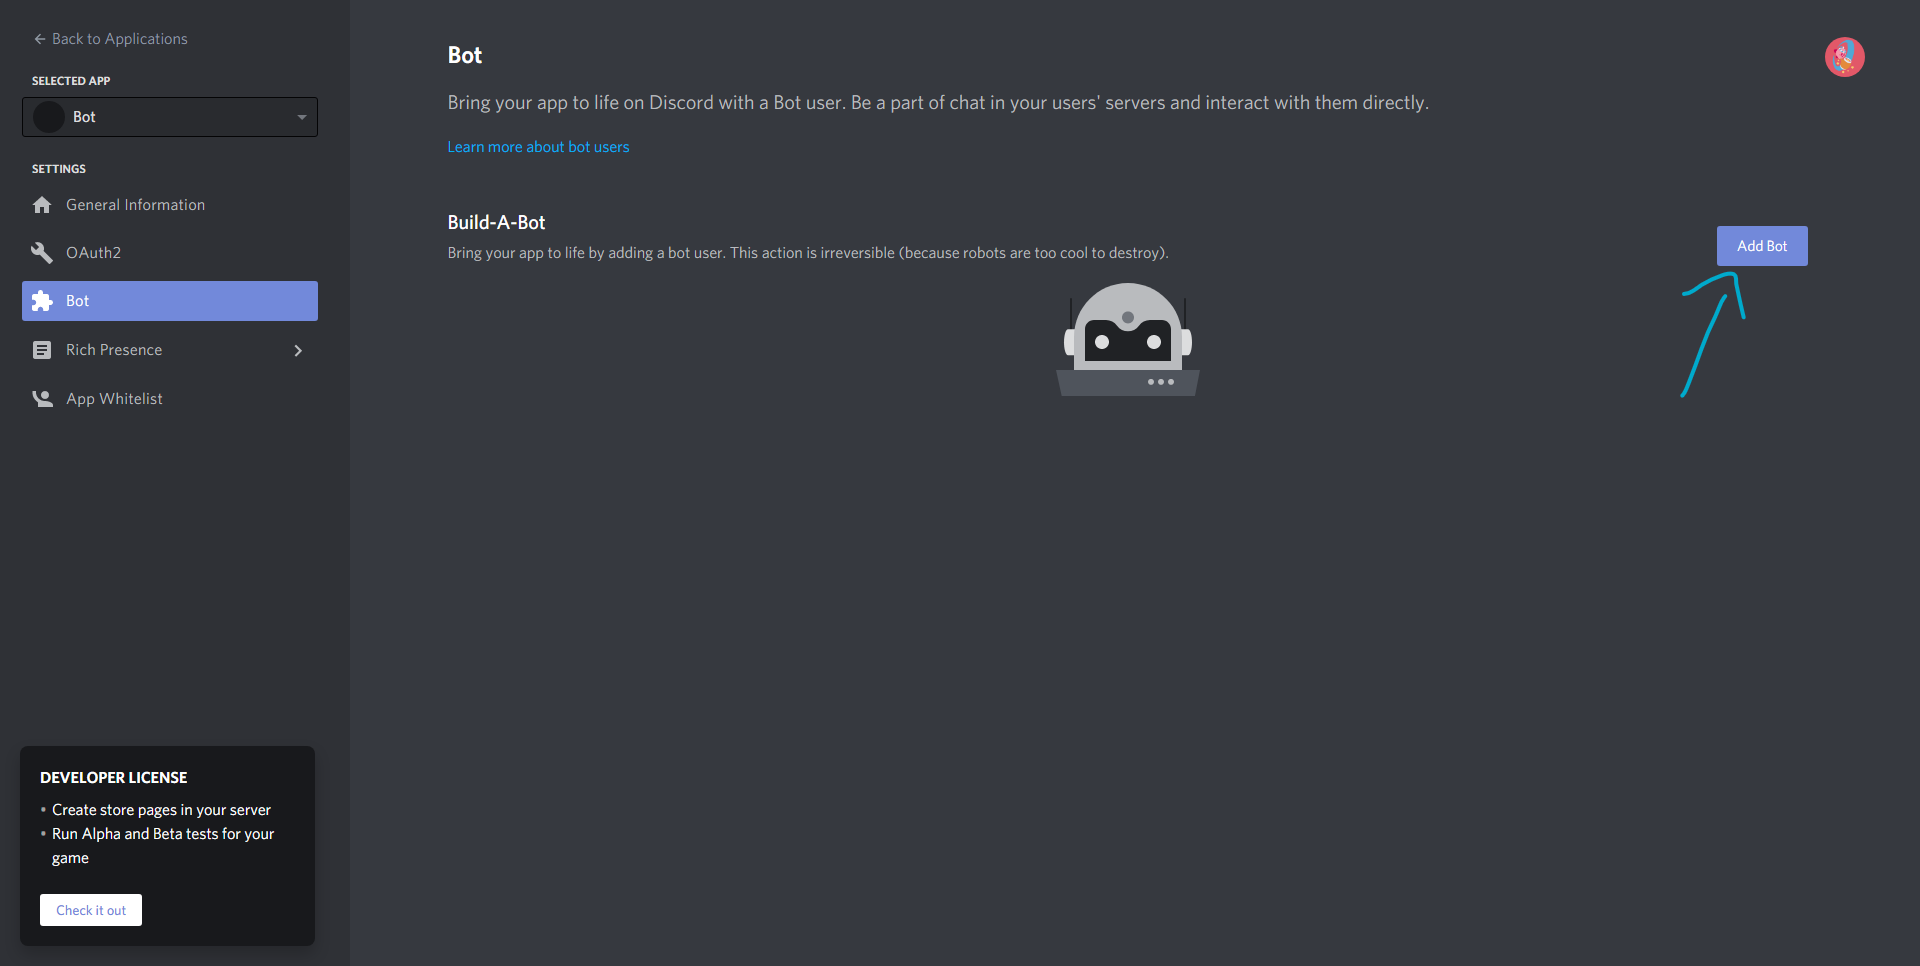 Back to Applications
SELECTED APP
Bot
SETTINGS
General Information
OAuth2
Bot
Rich Presence
App Whitelist
DEVELOPER LICENSE
• Create store pages in your server
• Run Alpha and Beta tests for your
game
Check it out
Bot
Bring your app to life on Discord with a Bot user. Be a part of chat in your users' servers and interact with them directly.
Learn more about bot users
Build-A-Bot
Bring your app to life by adding a bot user. This action is irreversible (because robots are too cool to destroy).
Add Bot